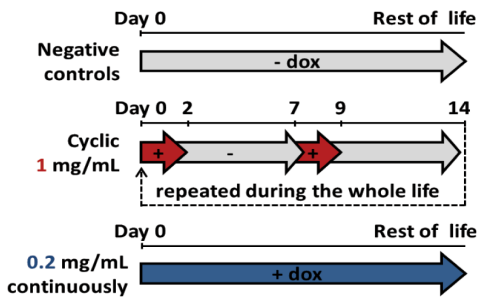 Day 0 Rest of life
Negative
controls
- dox
Day 0 2 7 9 14
Cyclic
1 mg/mL
+ - +
repeated during the whole life
Day 0 Rest of life
0.2 mg/mL
continuously
+ dox